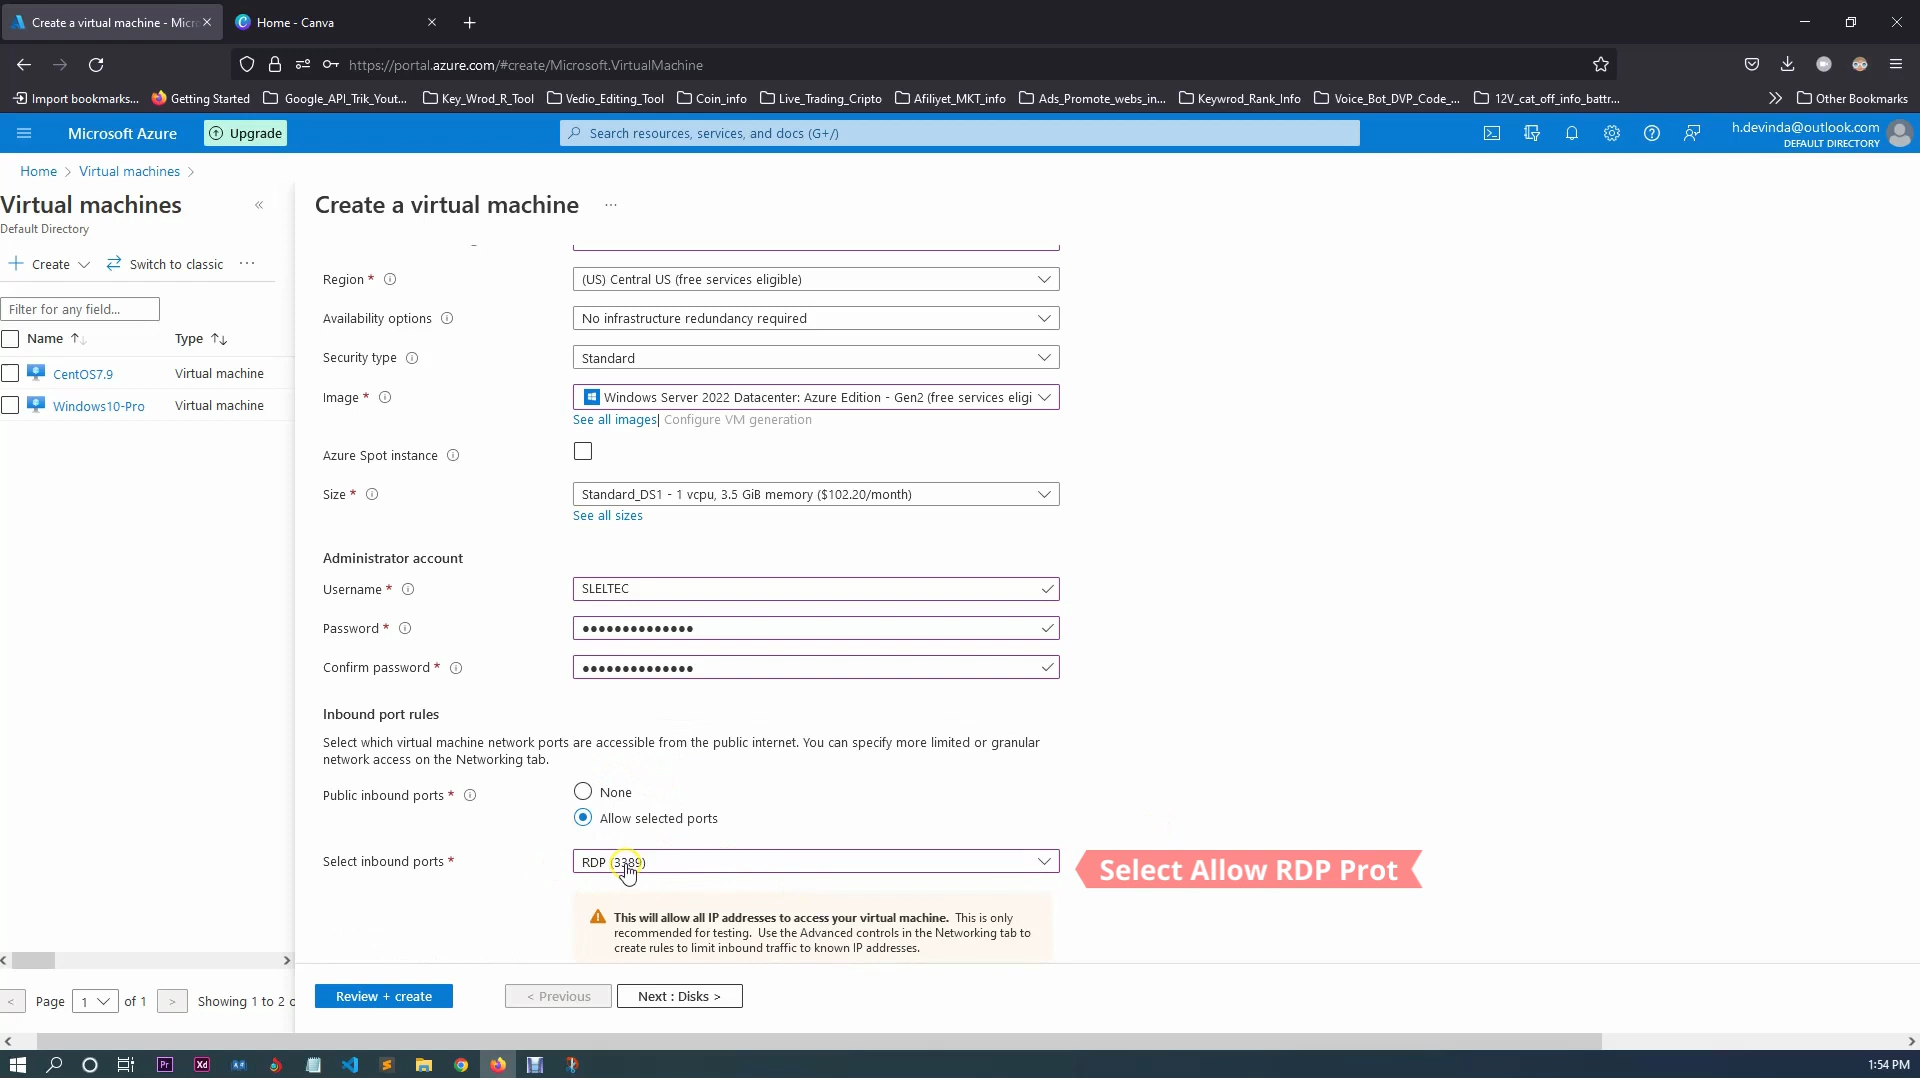 Create a virtual machine - Micro
Home - Canva
https://portal.azure.com/#create/Microsoft.VirtualMachine
Import bookmarks...
Getting Started
Google_API_Trik_Yout...
Key_Wrod_R_Tool
Vedio_Editing_Tool
Coin_info
Live_Trading_Cripto
Afiliyet_MKT_info
Ads_Promote_webs_in...
Keywrod_Rank_Info
Voice_Bot_DVP_Code_...
12V_cat_off_info_battr...
Other Bookmarks
Microsoft Azure
Upgrade
Search resources, services, and docs (G+/)
h.devinda@outlook.com
DEFAULT DIRECTORY
Home > Virtual machines >
Virtual machines
Default Directory
Create
Switch to classic
Filter for any field...
Name
Type
CentOS7.9
Virtual machine
Windows10-Pro
Virtual machine
Page 1 of 1
Showing 1 to 2 o
Create a virtual machine
Region *
(US) Central US (free services eligible)
Availability options
No infrastructure redundancy required
Security type
Standard
Image *
Windows Server 2022 Datacenter: Azure Edition - Gen2 (free services eligi
See all images| Configure VM generation
Azure Spot instance
Size *
Standard_DS1 - 1 vcpu, 3.5 GiB memory ($102.20/month)
See all sizes
Administrator account
Username *
SLELTEC
Password *
●●●●●●●●●●●●●●
Confirm password *
●●●●●●●●●●●●●●
Inbound port rules
Select which virtual machine network ports are accessible from the public internet. You can specify more limited or granular
network access on the Networking tab.
Public inbound ports *
None
Allow selected ports
Select inbound ports *
RDP (3389)
Select Allow RDP Prot
This will allow all IP addresses to access your virtual machine. This is only
recommended for testing. Use the Advanced controls in the Networking tab to
create rules to limit inbound traffic to known IP addresses.
Review + create
< Previous
Next : Disks >
Pr
Xd
1:54 PM